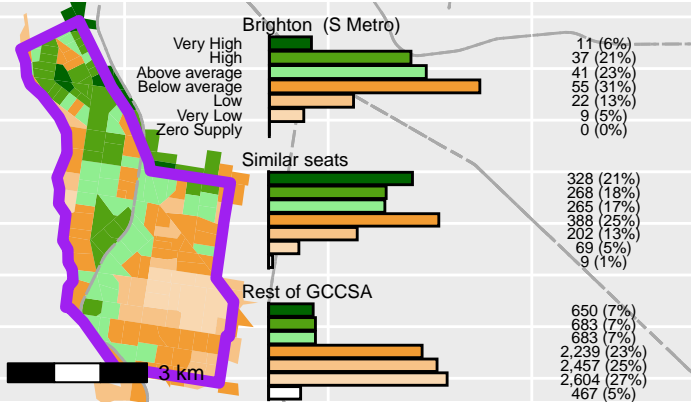 Brighton (S Metro)
Very High 11 (6%)
High 37 (21%)
Above average 41 (23%)
Below average 55 (31%)
Low 22 (13%)
Very Low 9 (5%)
Zero Supply 0 (0%)
Similar seats
328 (21%)
268 (18%)
265 (17%)
388 (25%)
202 (13%)
69 (5%)
9 (1%)
Rest of GCCSA
650 (7%)
683 (7%)
683 (7%)
2,239 (23%)
2,457 (25%)
2,604 (27%)
467 (5%)
3 km